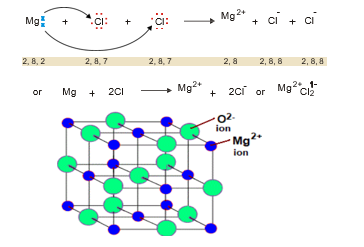 Mg + Cl + Cl → Mg2+ + Cl- + Cl-
2, 8, 2 2, 8, 7 2, 8, 7 2, 8 2, 8, 8 2, 8, 8
or Mg + 2Cl → Mg2+ + 2Cl- or Mg2+Cl21-
O2-
ion
Mg2+
ion